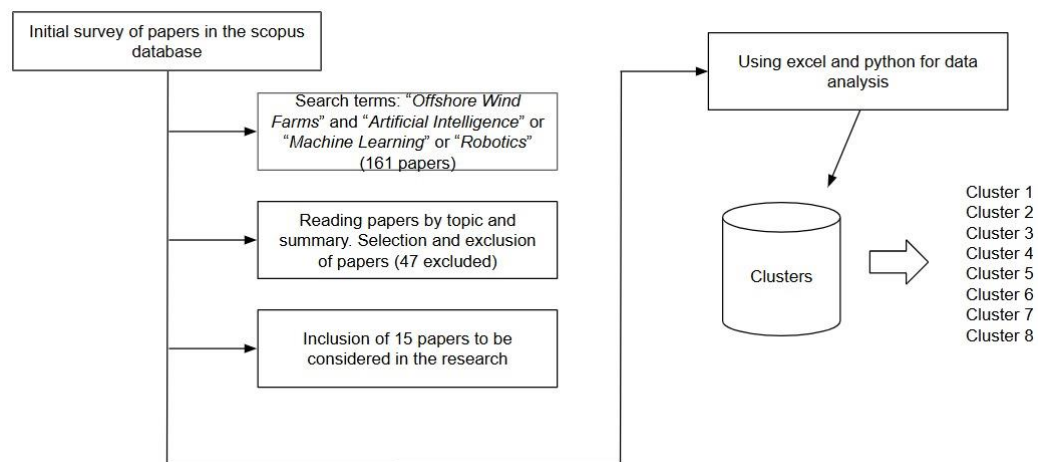 Initial survey of papers in the scopus
database
Search terms: “Offshore Wind
Farms” and “Artificial Intelligence” or
“Machine Learning” or “Robotics”
(161 papers)
Reading papers by topic and
summary. Selection and exclusion
of papers (47 excluded)
Inclusion of 15 papers to be
considered in the research
Using excel and python for data
analysis
Clusters
Cluster 1
Cluster 2
Cluster 3
Cluster 4
Cluster 5
Cluster 6
Cluster 7
Cluster 8